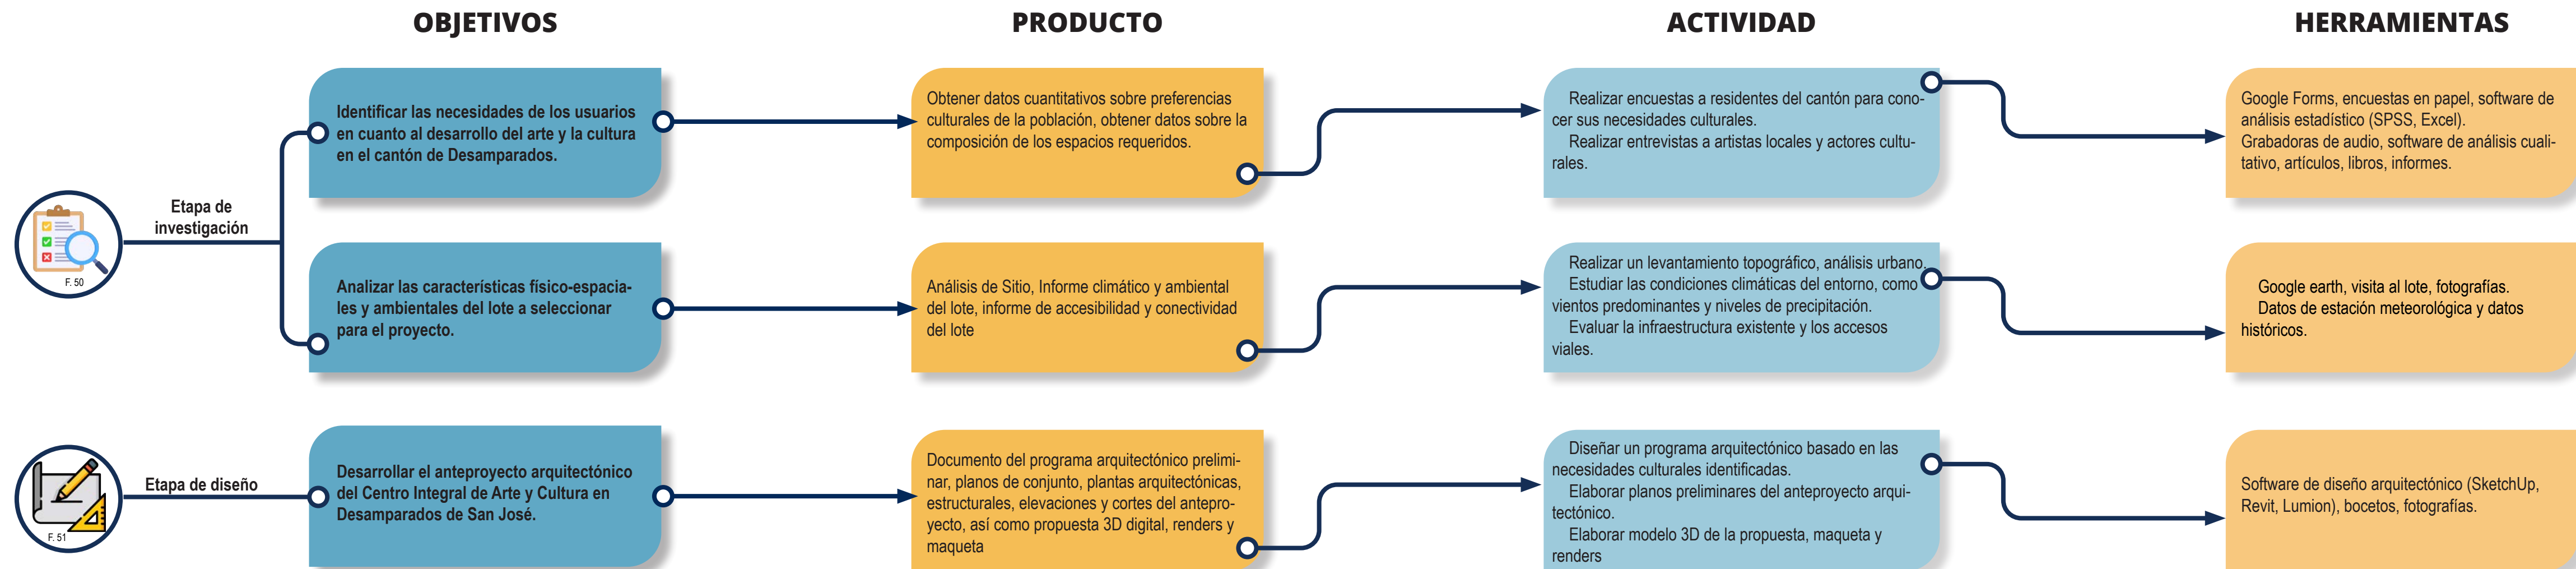 OBJETIVOS
PRODUCTO
ACTIVIDAD
HERRAMIENTAS
Etapa de
investigación
F. 50
Identificar las necesidades de los usuarios
en cuanto al desarrollo del arte y la cultura
en el cantón de Desamparados.
Obtener datos cuantitativos sobre preferencias
culturales de la población, obtener datos sobre la
composición de los espacios requeridos.
Realizar encuestas a residentes del cantón para cono-
cer sus necesidades culturales.
Realizar entrevistas a artistas locales y actores cultu-
rales.
Google Forms, encuestas en papel, software de
análisis estadístico (SPSS, Excel).
Grabadoras de audio, software de análisis cuali-
tativo, artículos, libros, informes.
Analizar las características físico-espacia-
les y ambientales del lote a seleccionar
para el proyecto.
Análisis de Sitio, Informe climático y ambiental
del lote, informe de accesibilidad y conectividad
del lote
Realizar un levantamiento topográfico, análisis urbano.
Estudiar las condiciones climáticas del entorno, como
vientos predominantes y niveles de precipitación.
Evaluar la infraestructura existente y los accesos
viales.
Google earth, visita al lote, fotografías.
Datos de estación meteorológica y datos
históricos.
Etapa de diseño
F. 51
Desarrollar el anteproyecto arquitectónico
del Centro Integral de Arte y Cultura en
Desamparados de San José.
Documento del programa arquitectónico prelimi-
nar, planos de conjunto, plantas arquitectónicas,
estructurales, elevaciones y cortes del antepro-
yecto, así como propuesta 3D digital, renders y
maqueta
Diseñar un programa arquitectónico basado en las
necesidades culturales identificadas.
Elaborar planos preliminares del anteproyecto arqui-
tectónico.
Elaborar modelo 3D de la propuesta, maqueta y
renders
Software de diseño arquitectónico (SketchUp,
Revit, Lumion), bocetos, fotografías.